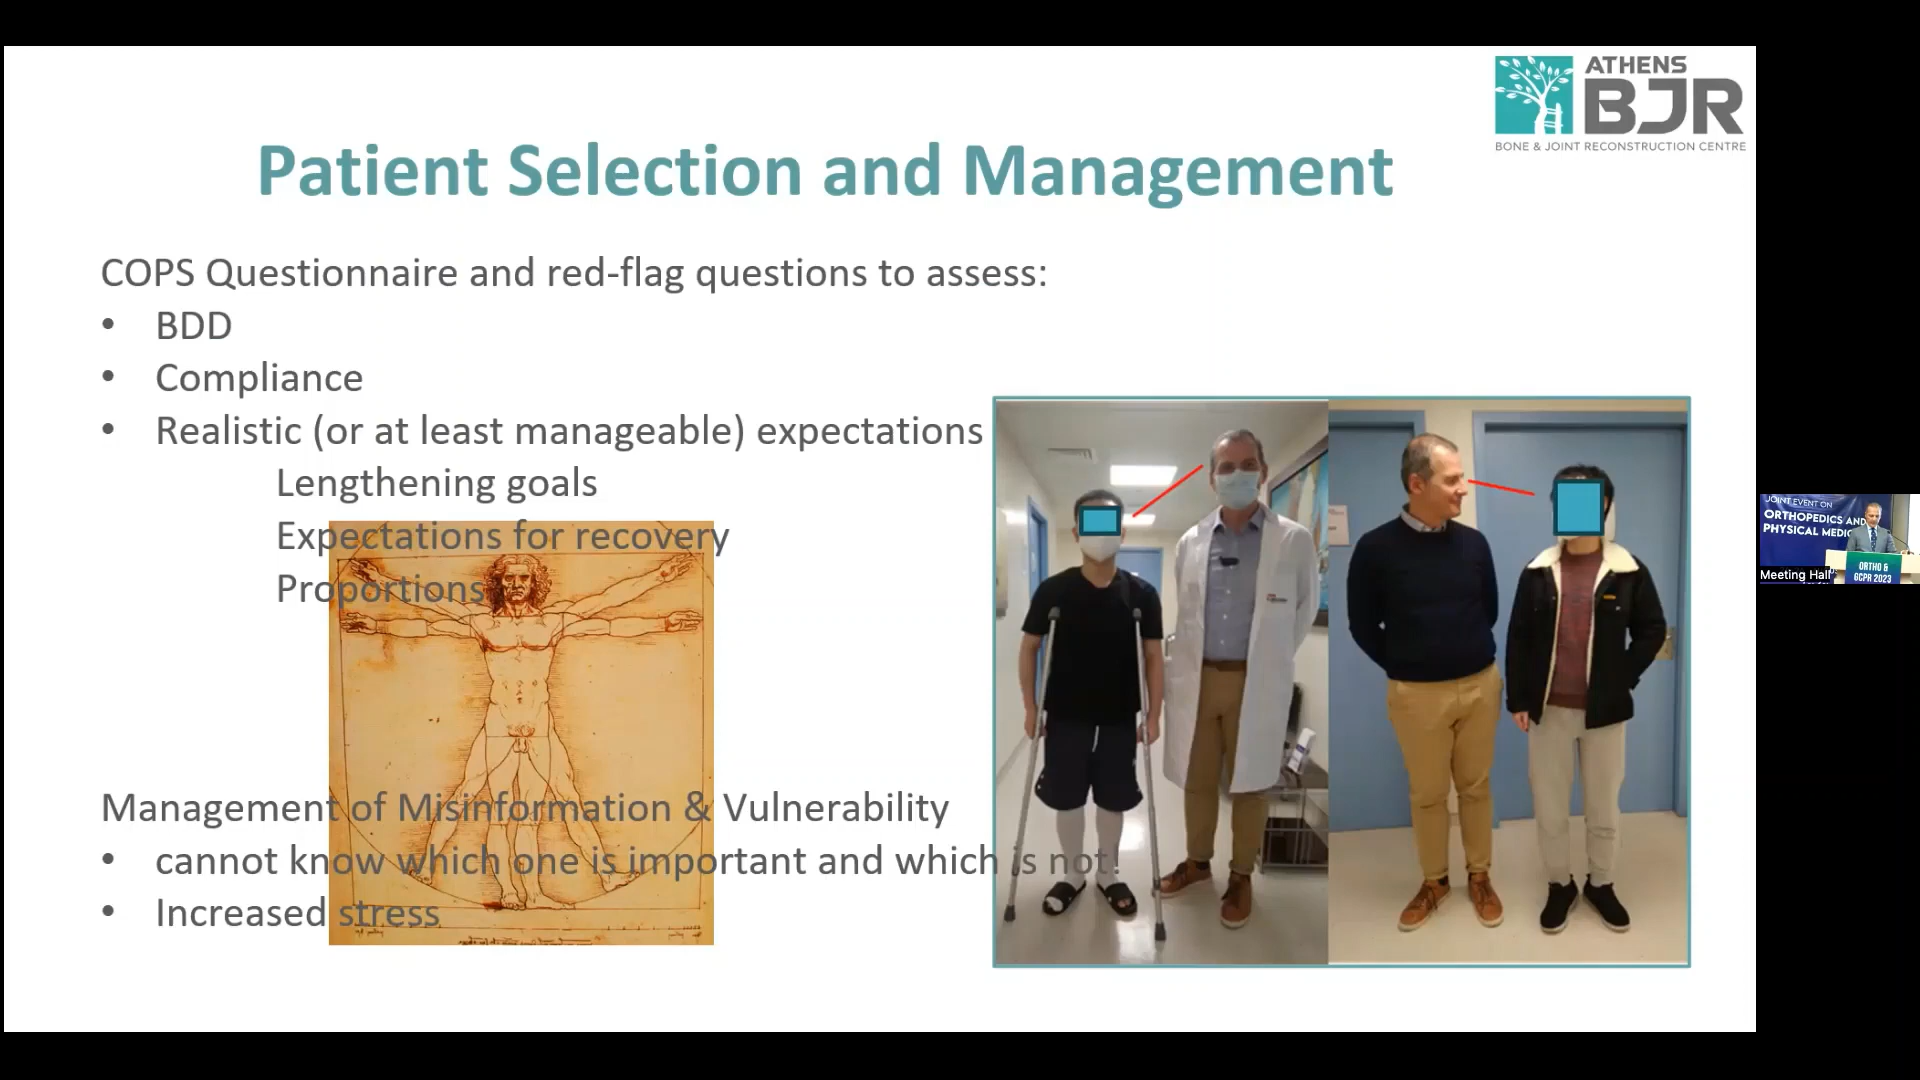 ATHENS
BJR
BONE & JOINT RECONSTRUCTION CENTRE
Patient Selection and Management
COPS Questionnaire and red-flag questions to assess:
• BDD
• Compliance
• Realistic (or at least manageable) expectations
Lengthening goals
Expectations for recovery
Proportions
Management of Misinformation & Vulnerability
• cannot know which one is important and which is not!
• Increased stress
JOINT EVENT ON
ORTHOPEDICS AND
PHYSICAL
ORTHO &
GCPR 2023
Meeting Hall